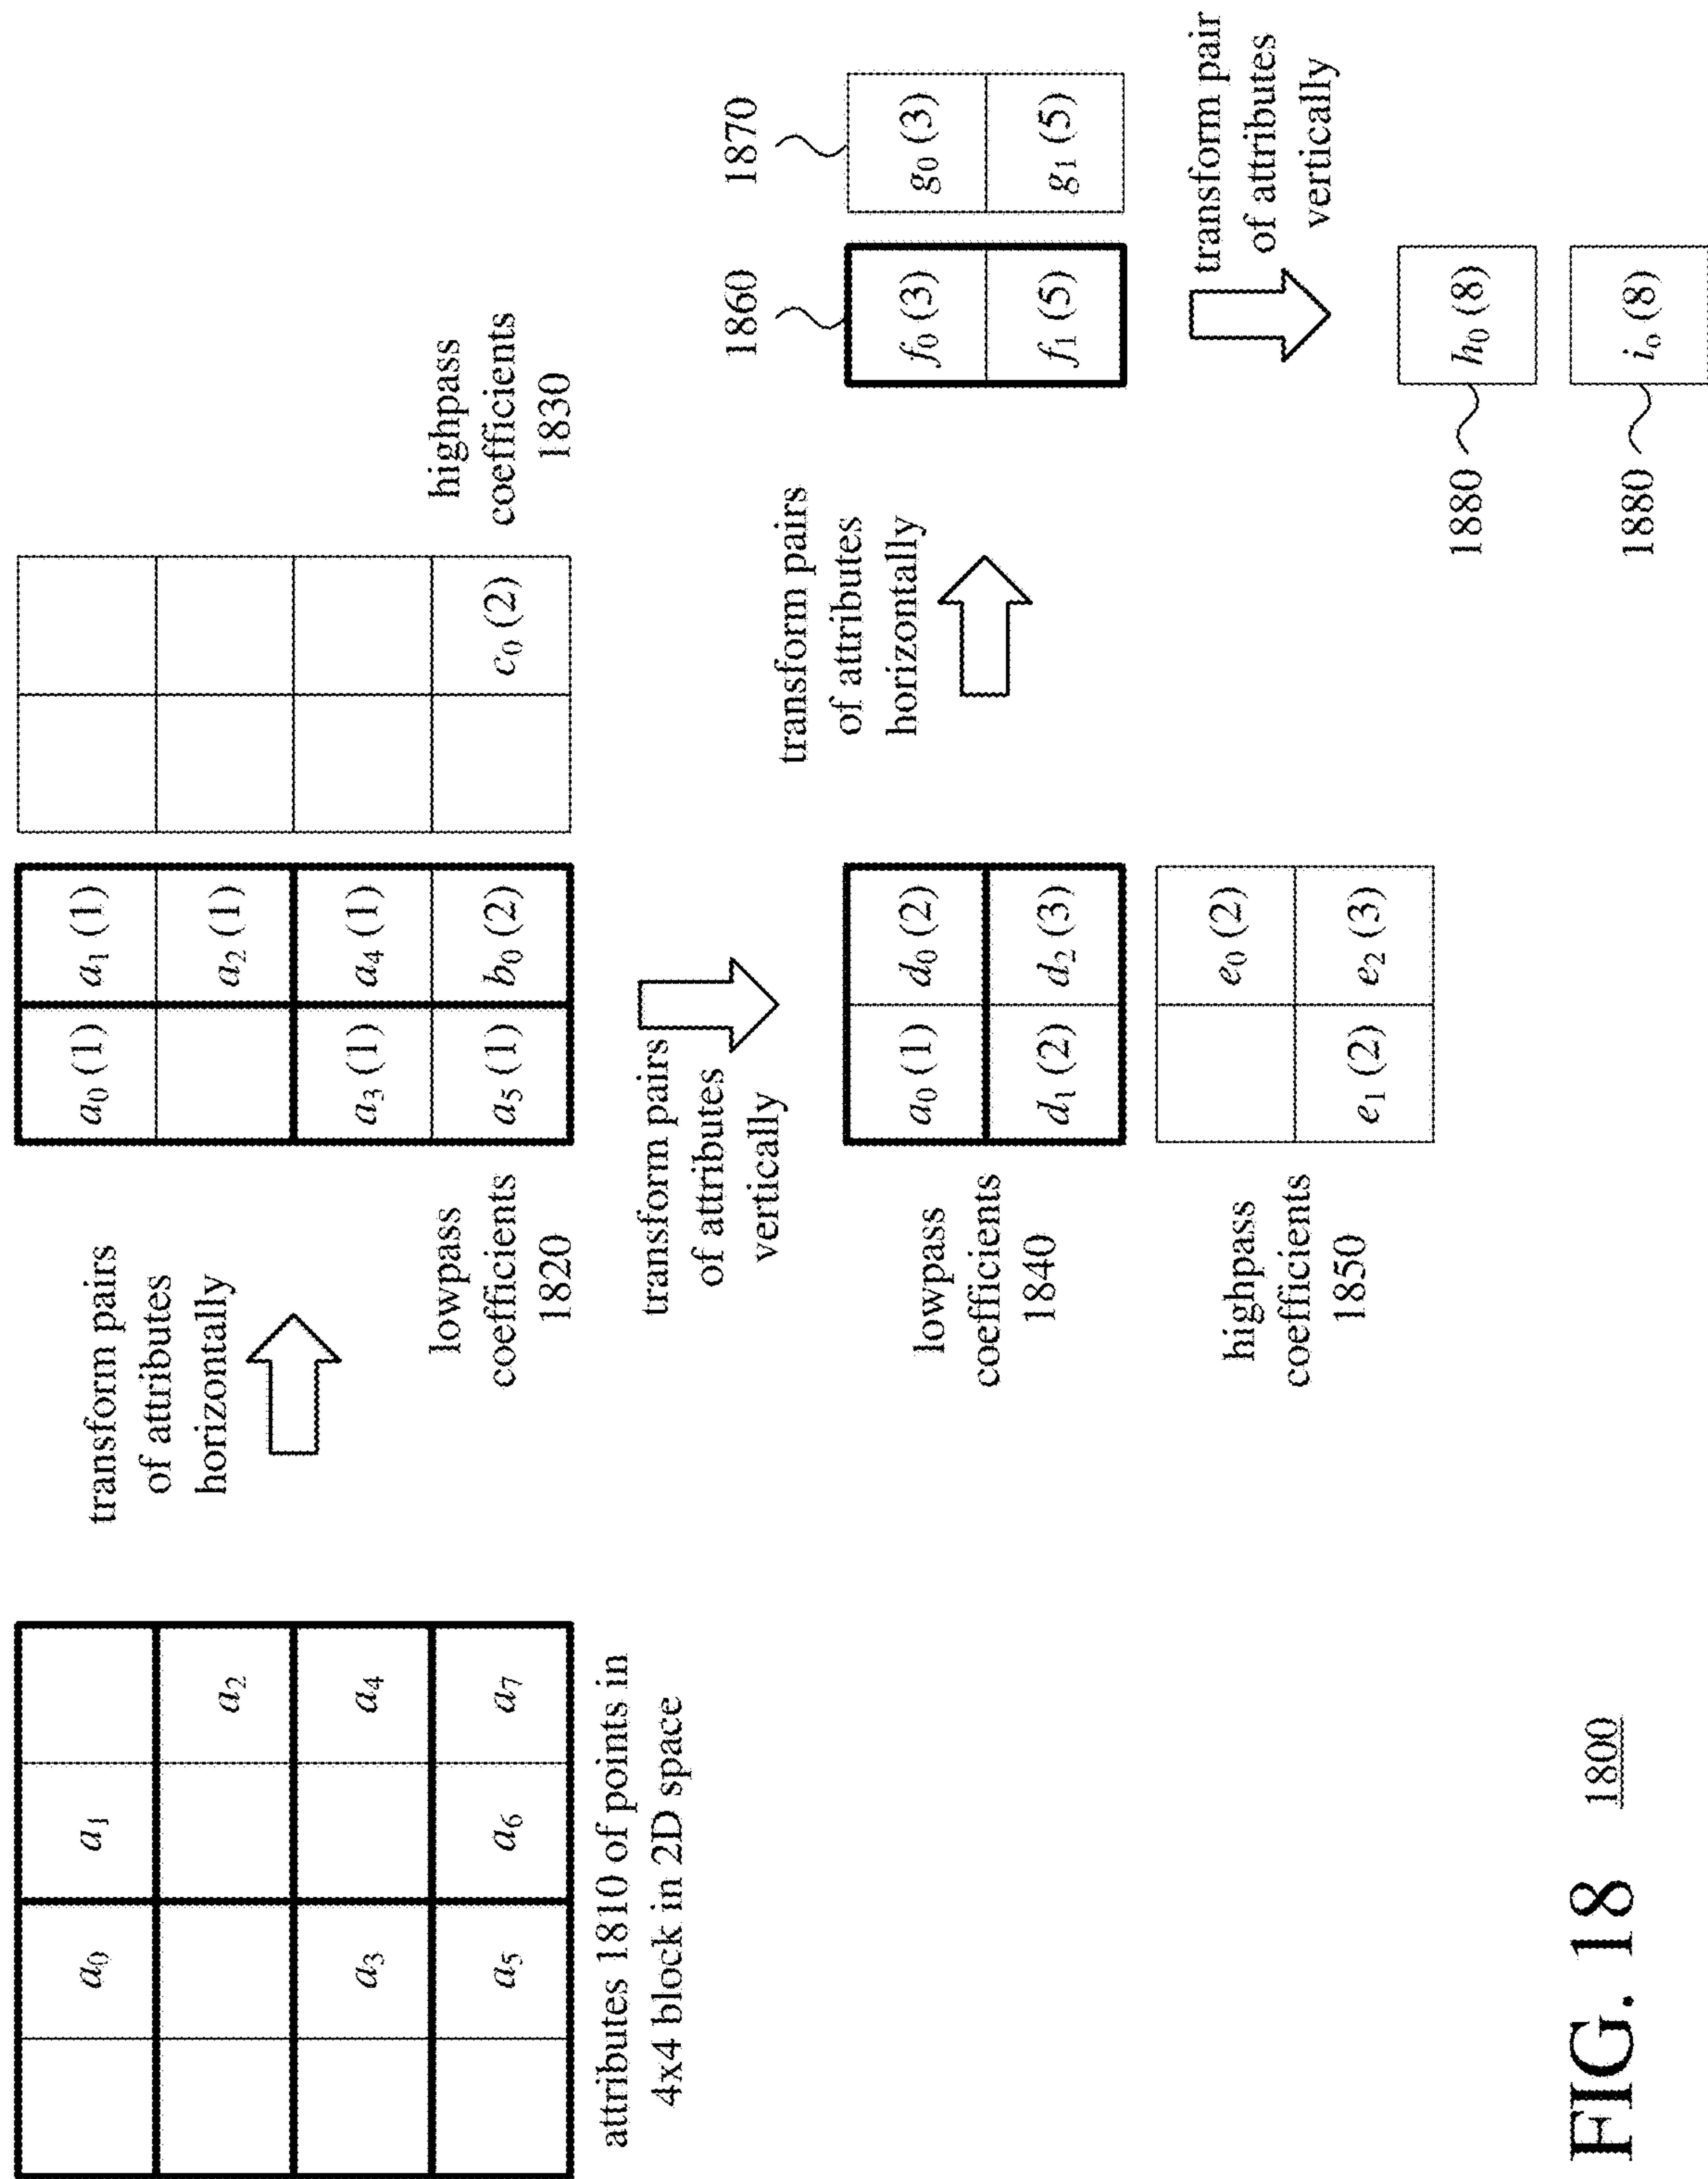 a₀ a₁
a₂
a₃ a₄
a₅ a₆ a₇
attributes 1810 of points in
4x4 block in 2D space
transform pairs
of attributes
horizontally
a₀ (1) a₁ (1)
a₂ (1)
a₃ (1) a₄ (1)
a₅ (1) b₀ (2)
lowpass
coefficients
1820
c₀ (2)
highpass
coefficients
1830
transform pairs
of attributes
vertically
a₀ (1) d₀ (2)
d₁ (2) d₂ (3)
lowpass
coefficients
1840
e₀ (2)
e₁ (2) e₂ (3)
highpass
coefficients
1850
transform pairs
of attributes
horizontally
1860
f₀ (3)
f₁ (5)
1870
g₀ (3)
g₁ (5)
transform pair
of attributes
vertically
1880
h₀ (8)
1880
i₀ (8)
FIG. 18 1800